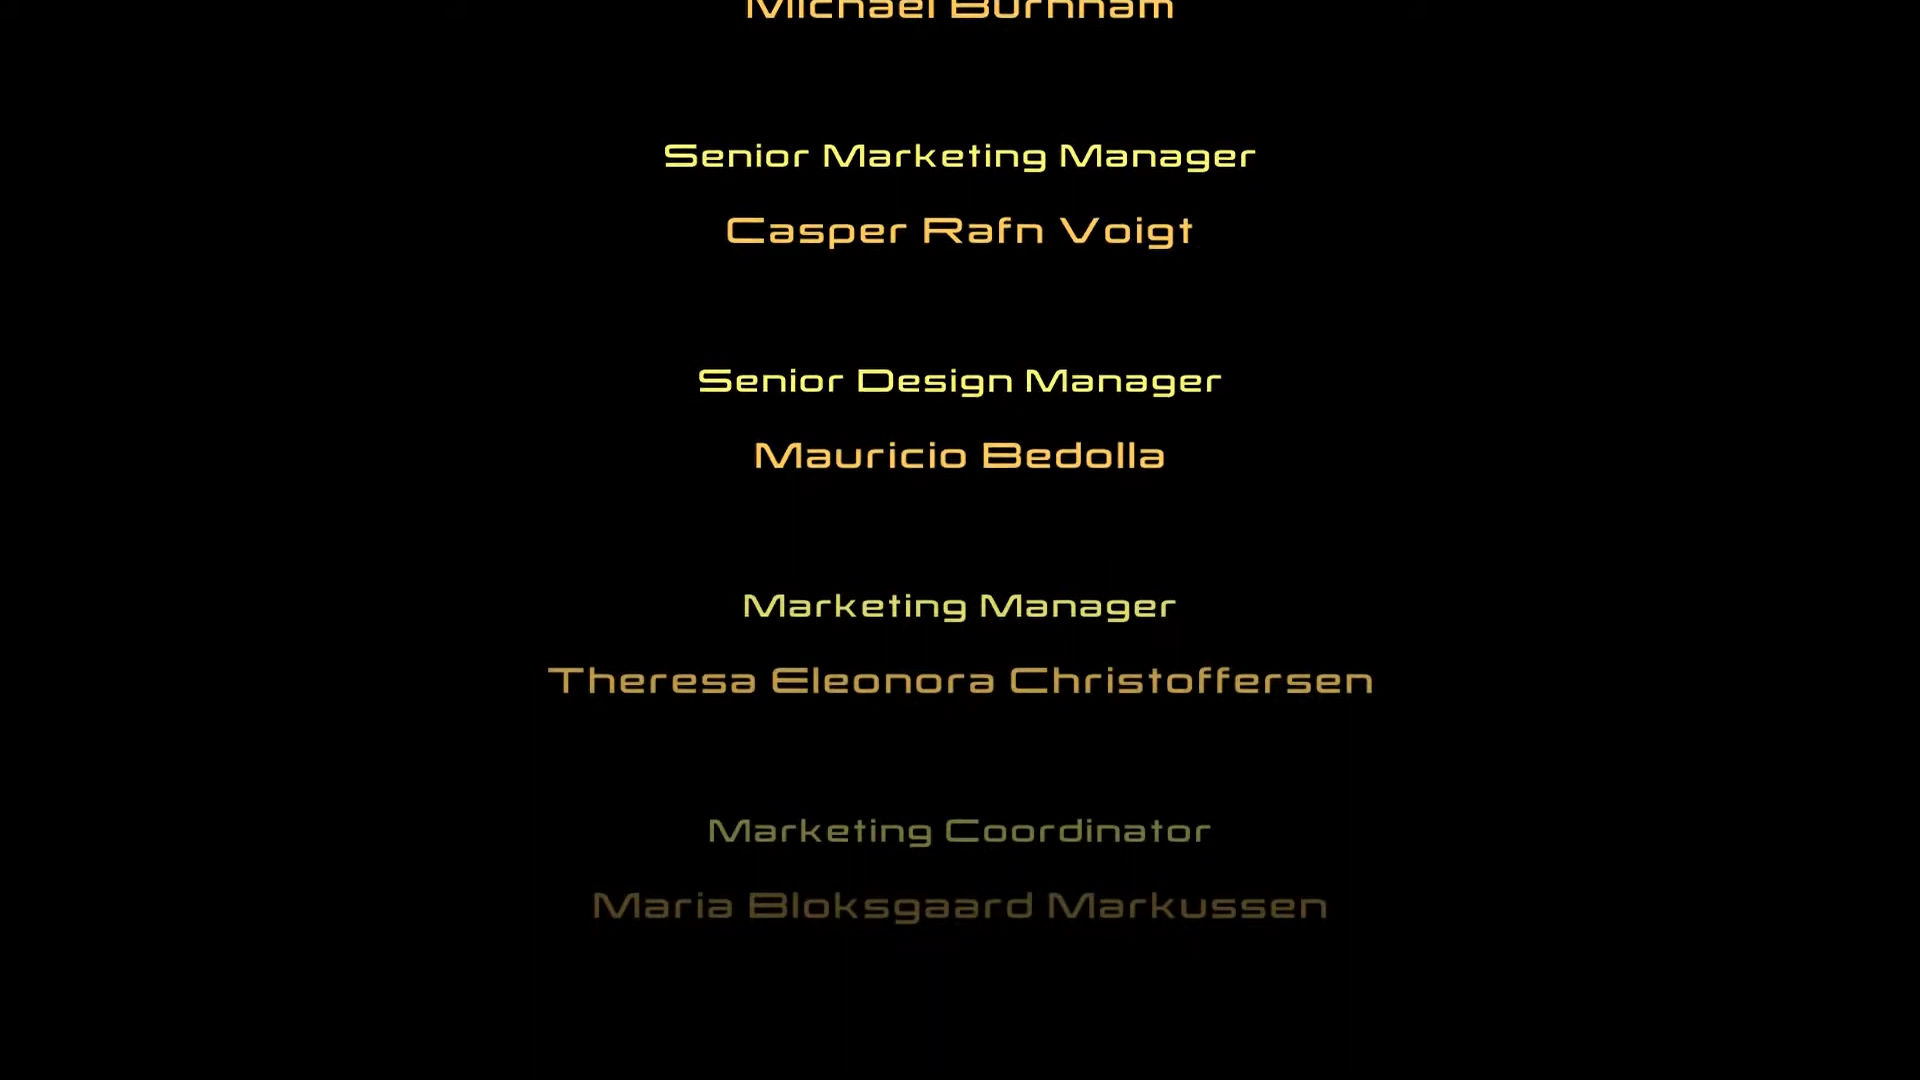 Michael Burnham
Senior Marketing Manager
Casper Rafn Voigt
Senior Design Manager
Mauricio Bedolla
Marketing Manager
Theresa Eleonora Christoffersen
Marketing Coordinator
Maria Bloksgaard Markussen